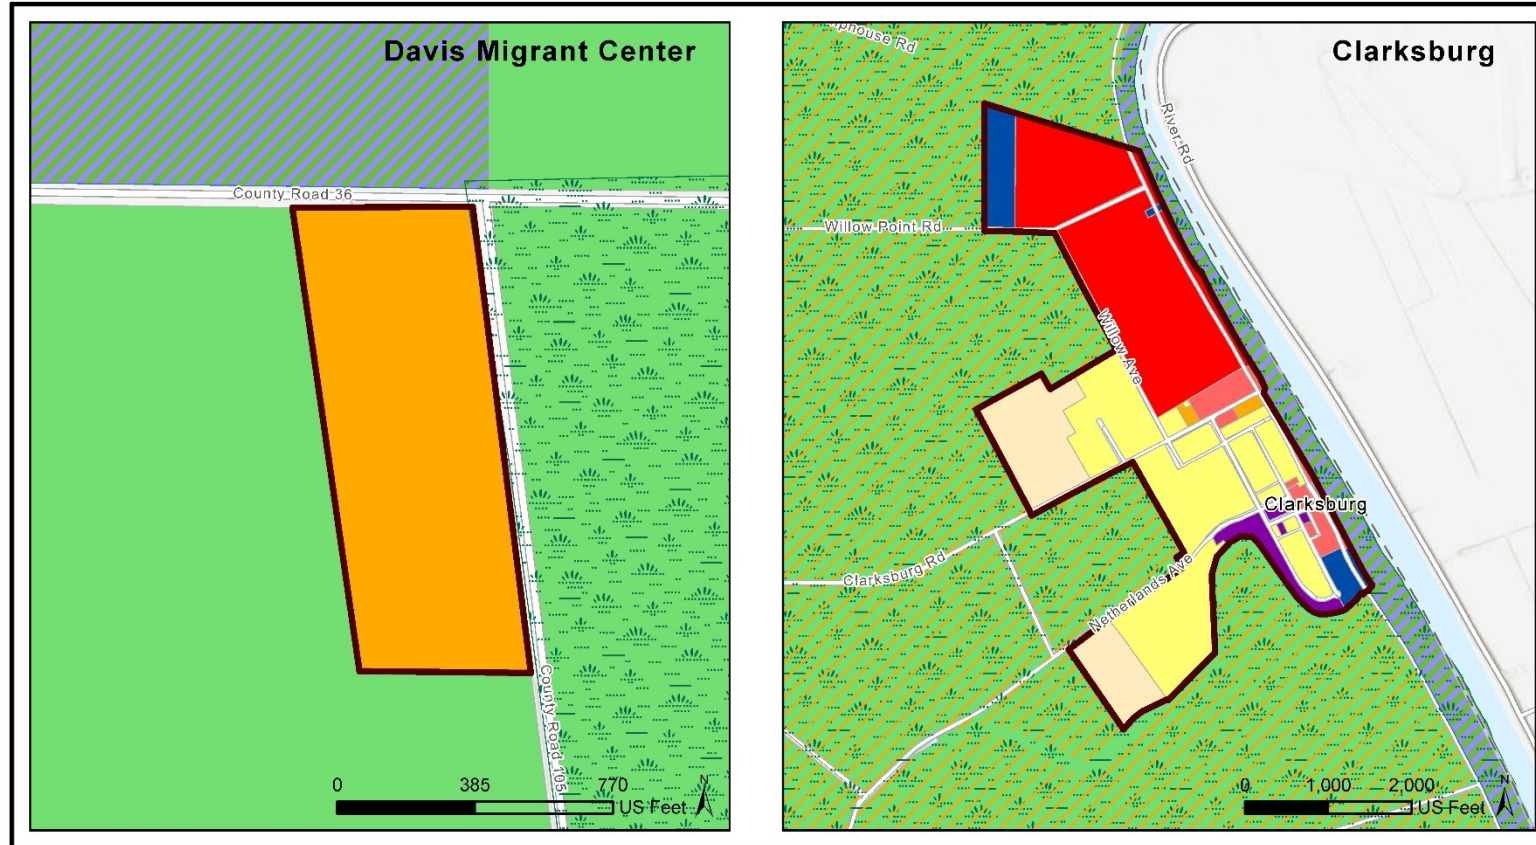 Davis Migrant Center
County Road 36
County Road 105
0 385 770
US Feet
N
Clarksburg
River Rd
Willow Point Rd
Willow Ave
Clarksburg
Clarksburg Rd
Netherlands Ave
0 1,000 2,000
US Feet
N